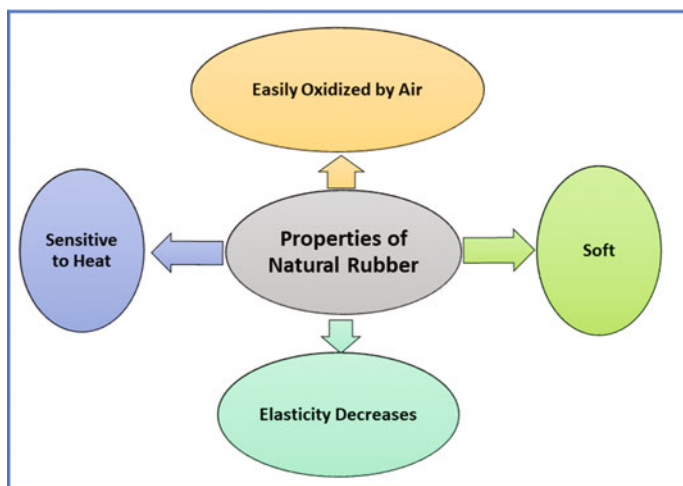 Easily Oxidized by Air
Sensitive
to Heat
Properties of
Natural Rubber
Soft
Elasticity Decreases